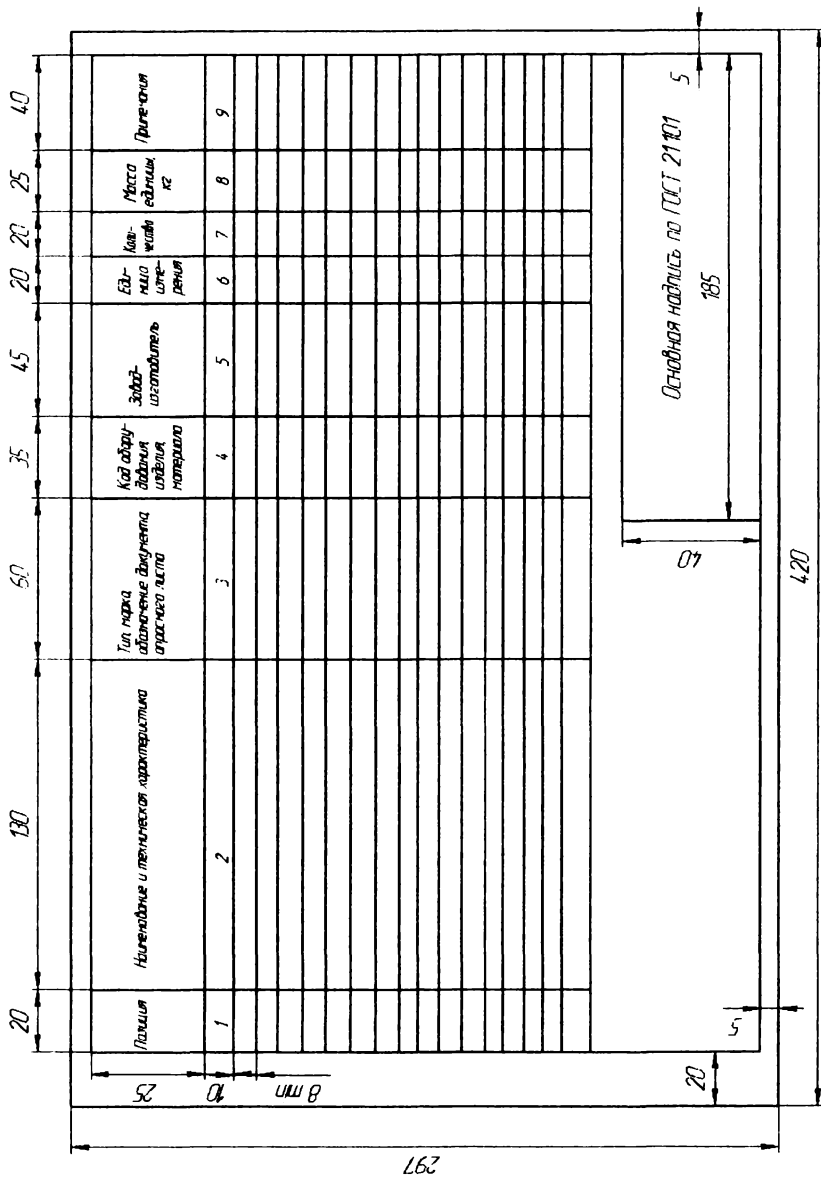 20
130
60
35
45
20
20
25
40
Позиция
Наименование и техническая характеристика
Тип, марка,
обозначение документа,
опросного листа
Код обору-
дования,
изделия,
материала
Завод-
изготовитель
Еди-
ница
изме-
рения
Коли-
чество
Масса
единицы,
кг
Примечания
1
2
3
4
5
6
7
8
9
25
10
8 min
297
Основная надпись по ГОСТ 21.101
185
40
5
5
20
420